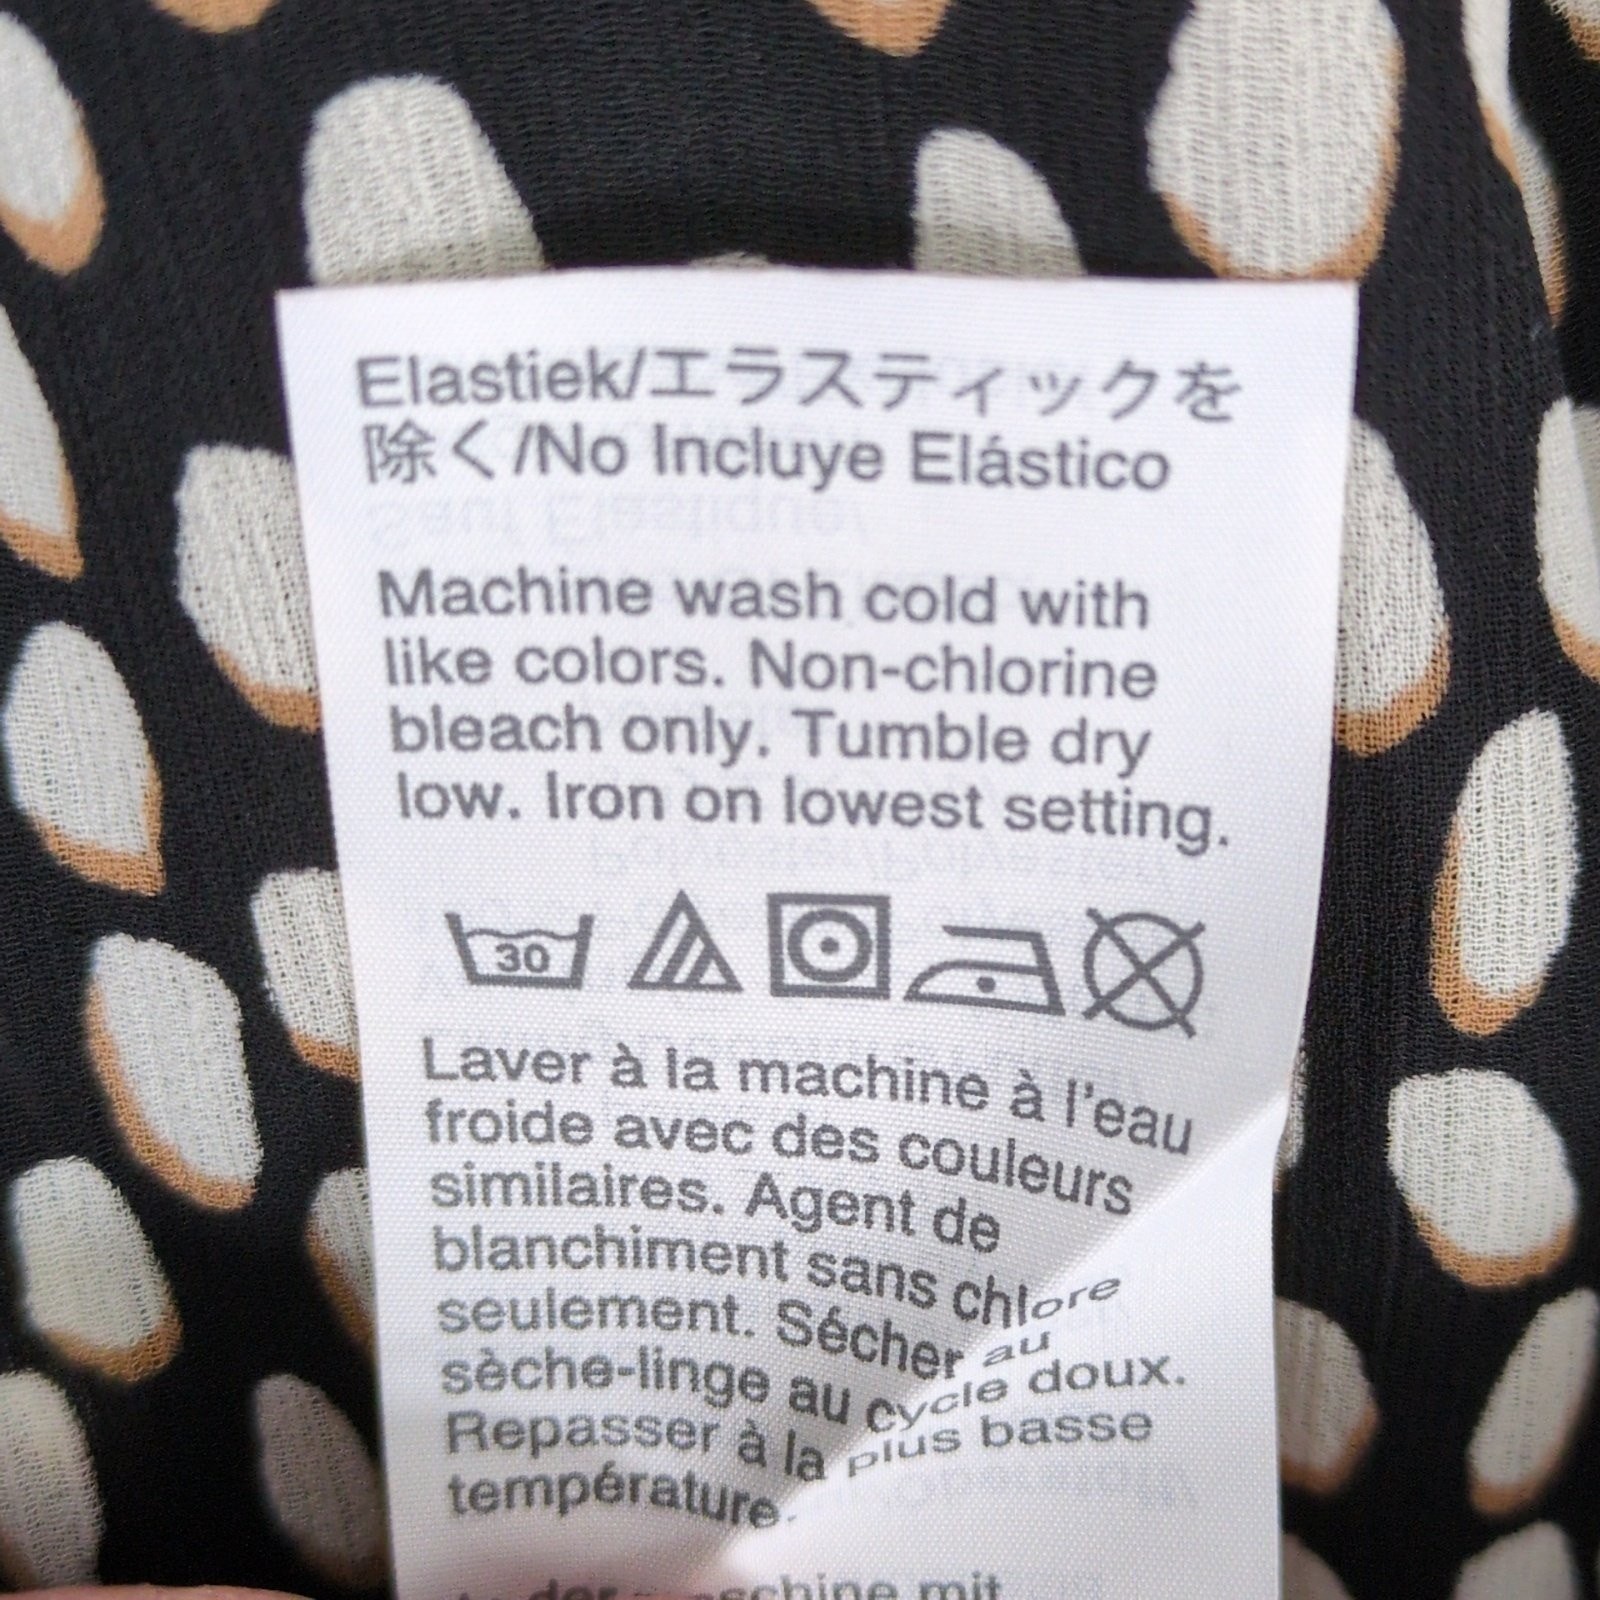 Elastiek/エラスティックを
除く/No Incluye Elástico
Machine wash cold with
like colors. Non-chlorine
bleach only. Tumble dry
low. Iron on lowest setting.
30
Laver à la machine à l'eau
froide avec des couleurs
similaires. Agent de
blanchiment sans chlore
seulement. Sécher au
sèche-linge au cycle doux.
Repasser à la plus basse
température.
der mit